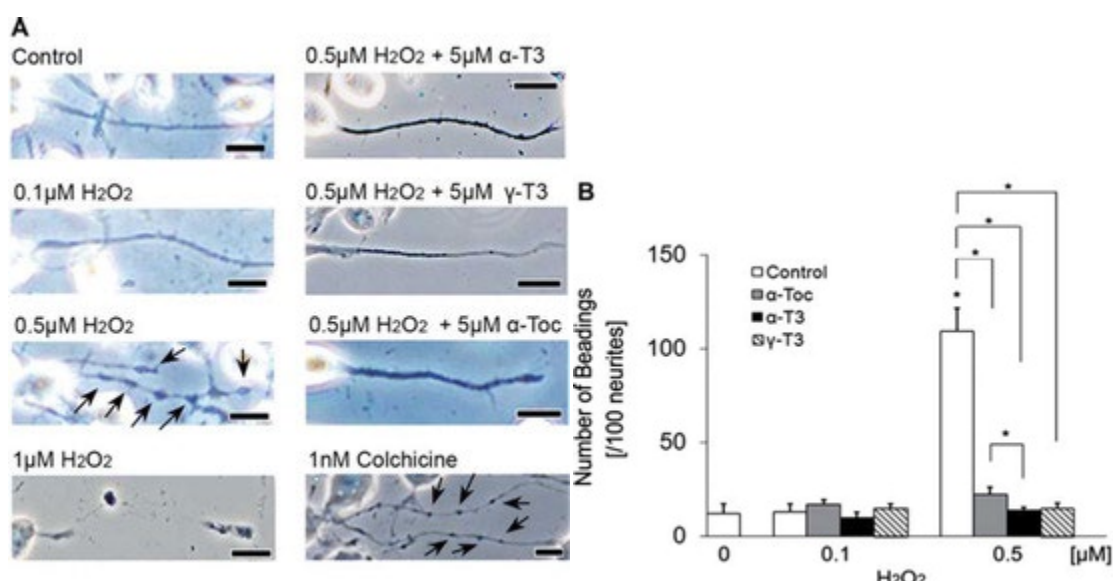 A
Control
0.5µM H2O2 + 5µM α-T3
0.1µM H2O2
0.5µM H2O2 + 5µM γ-T3
0.5µM H2O2
0.5µM H2O2 + 5µM α-Toc
1µM H2O2
1nM Colchicine
B
Number of Beadings
[/100 neurites]
150
100
50
0
Control
α-Toc
α-T3
γ-T3
*
*
*
*
*
0 0.1 0.5 [µM]
H2O2